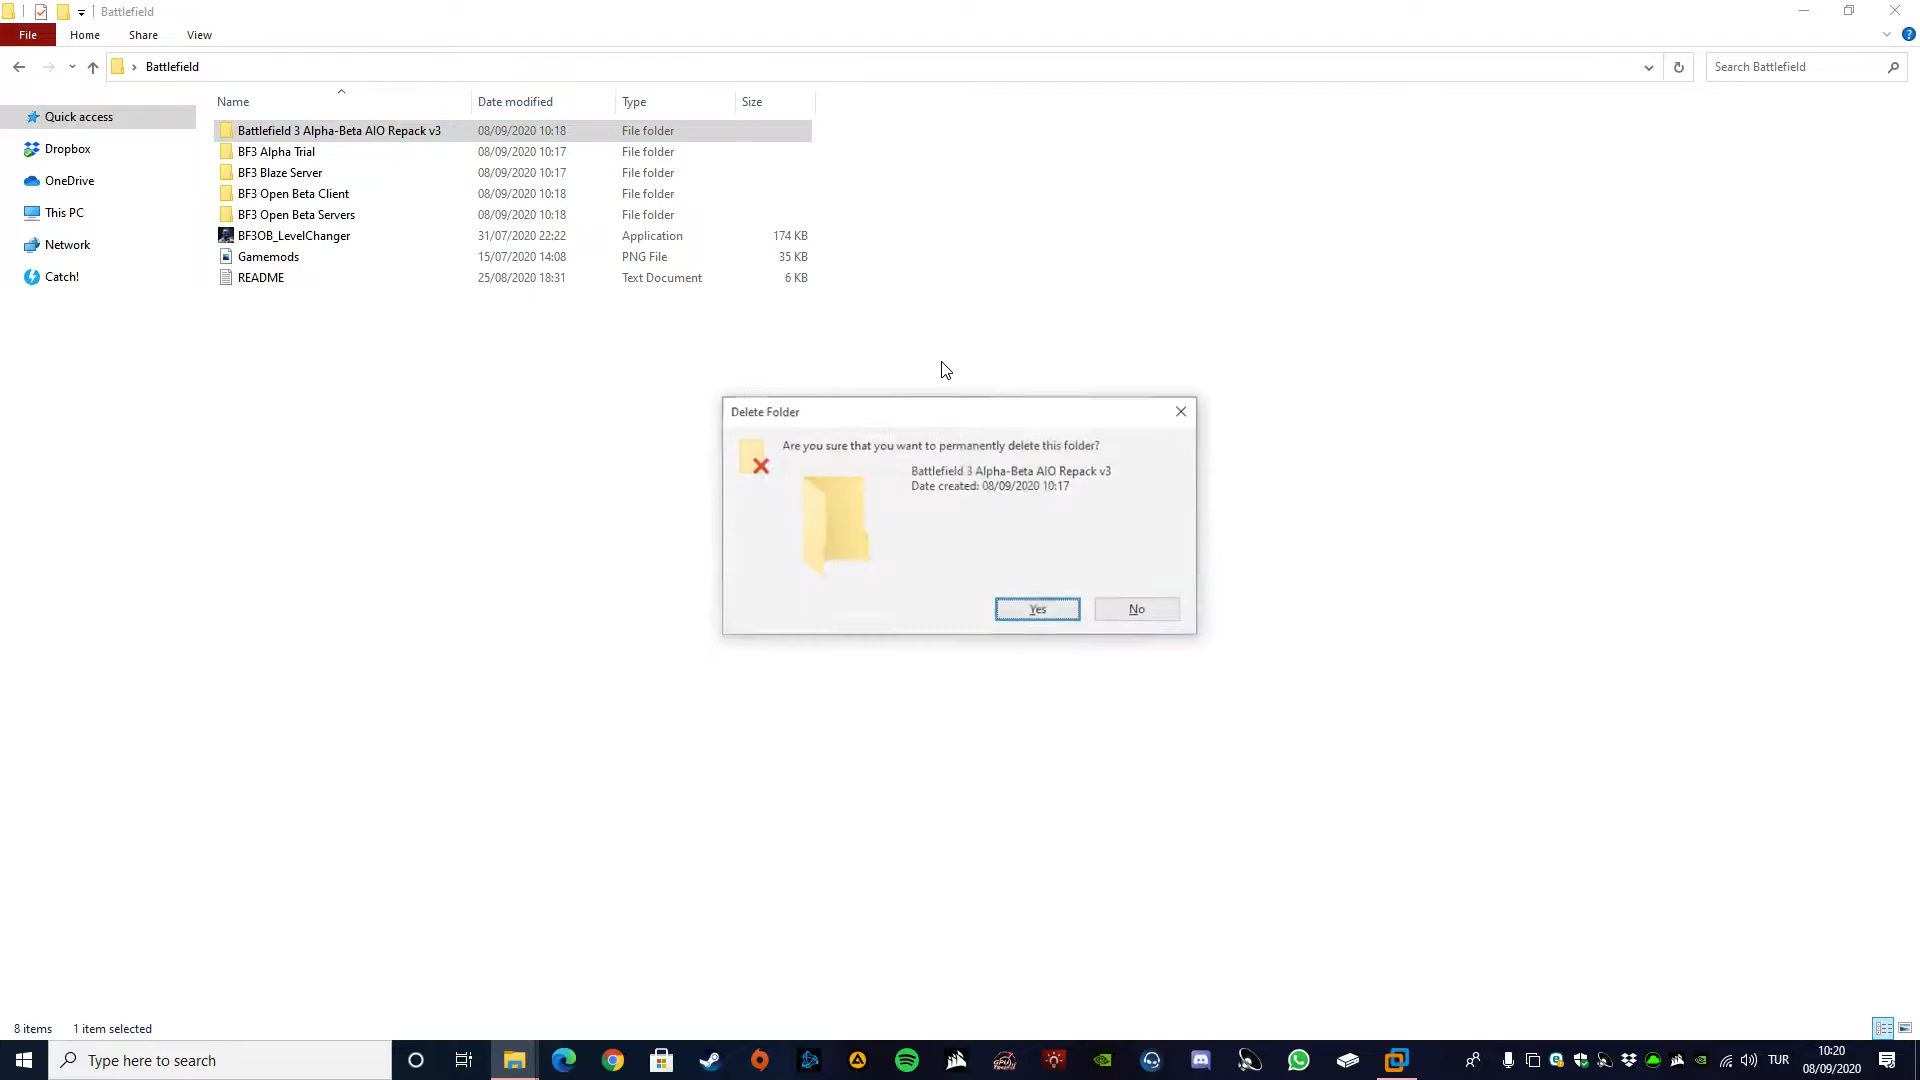 Battlefield
File Home Share View
Battlefield
Search Battlefield
Name Date modified Type Size
Quick access
Dropbox
OneDrive
This PC
Network
Catch!
Battlefield 3 Alpha-Beta AIO Repack v3 08/09/2020 10:18 File folder
BF3 Alpha Trial 08/09/2020 10:17 File folder
BF3 Blaze Server 08/09/2020 10:17 File folder
BF3 Open Beta Client 08/09/2020 10:18 File folder
BF3 Open Beta Servers 08/09/2020 10:18 File folder
BF3OB_LevelChanger 31/07/2020 22:22 Application 174 KB
Gamemods 15/07/2020 14:08 PNG File 35 KB
README 25/08/2020 18:31 Text Document 6 KB
Delete Folder
Are you sure that you want to permanently delete this folder?
Battlefield 3 Alpha-Beta AIO Repack v3
Date created: 08/09/2020 10:17
Yes No
8 items 1 item selected
Type here to search
TUR
10:20
08/09/2020